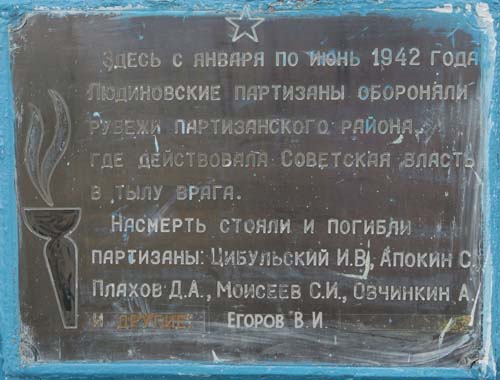 Здесь с января по июнь 1942 года
Людиновские партизаны обороняли
рубежи партизанского района,
где действовала Советская власть
в тылу врага.
Насмерть стояли и погибли
партизаны: Цибульский И.В., Апокин С.
Плахов Д.А., Моисеев С.И., Овчинкин А.
и другие. Егоров В.И